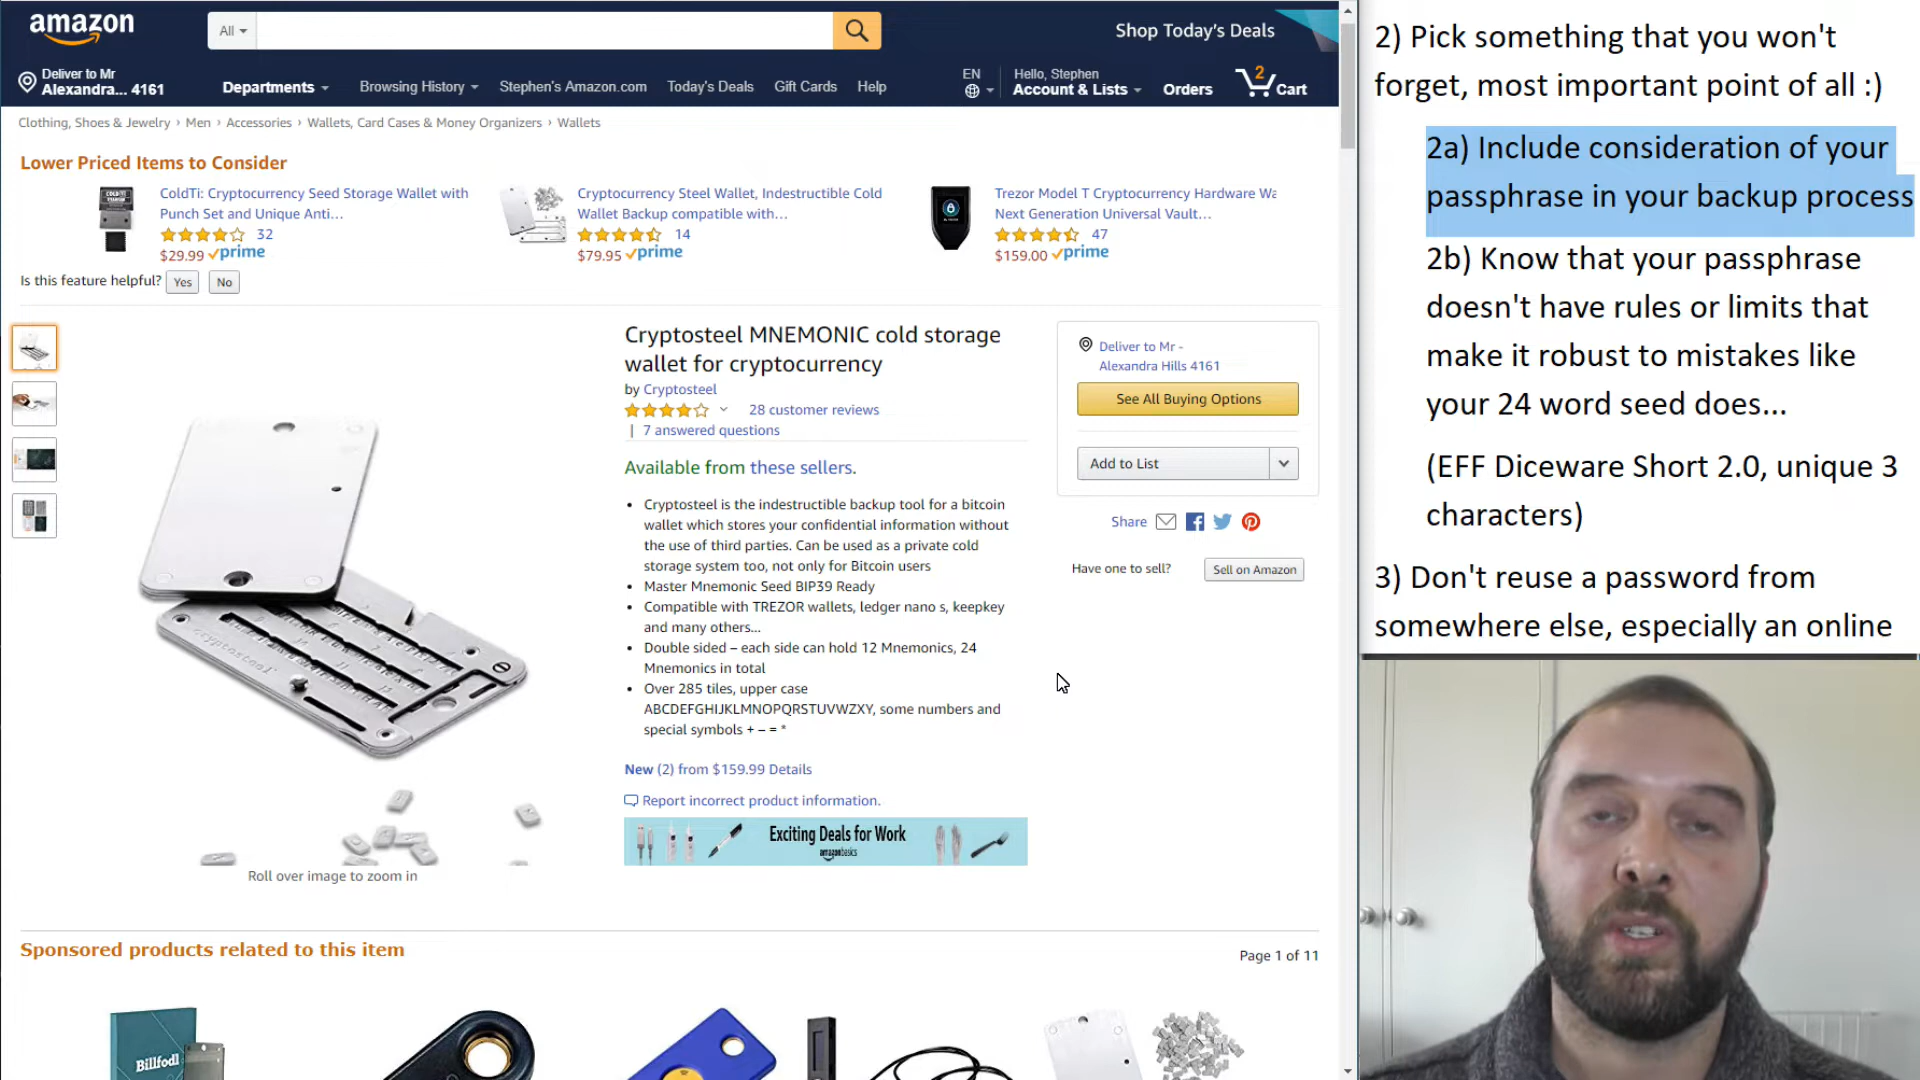 amazon
All
Shop Today's Deals
Deliver to Mr
Alexandra... 4161
Departments
Browsing History
Stephen's Amazon.com
Today's Deals
Gift Cards
Help
EN
Hello, Stephen
Account & Lists
Orders
2
Cart
Clothing, Shoes & Jewelry › Men › Accessories › Wallets, Card Cases & Money Organizers › Wallets
Lower Priced Items to Consider
ColdTi: Cryptocurrency Seed Storage Wallet with
Punch Set and Unique Anti...
32
$29.99 prime
Cryptocurrency Steel Wallet, Indestructible Cold
Wallet Backup compatible with...
14
$79.95 prime
Trezor Model T Cryptocurrency Hardware Wa
Next Generation Universal Vault...
47
$159.00 prime
Is this feature helpful? Yes No
Cryptosteel MNEMONIC cold storage
wallet for cryptocurrency
by Cryptosteel
28 customer reviews
| 7 answered questions
Available from these sellers.
• Cryptosteel is the indestructible backup tool for a bitcoin
wallet which stores your confidential information without
the use of third parties. Can be used as a private cold
storage system too, not only for Bitcoin users
• Master Mnemonic Seed BIP39 Ready
• Compatible with TREZOR wallets, ledger nano s, keepkey
and many others...
• Double sided – each side can hold 12 Mnemonics, 24
Mnemonics in total
• Over 285 tiles, upper case
ABCDEFGHIJKLMNOPQRSTUVWZXY, some numbers and
special symbols + – = *
New (2) from $159.99 Details
Report incorrect product information.
Exciting Deals for Work
amazonbasics
Deliver to Mr -
Alexandra Hills 4161
See All Buying Options
Add to List
Share
Have one to sell?
Sell on Amazon
cryptosteel
Roll over image to zoom in
Sponsored products related to this item
Page 1 of 11
Billfodl
2) Pick something that you won't
forget, most important point of all :)
2a) Include consideration of your
passphrase in your backup process
2b) Know that your passphrase
doesn't have rules or limits that
make it robust to mistakes like
your 24 word seed does...
(EFF Diceware Short 2.0, unique 3
characters)
3) Don't reuse a password from
somewhere else, especially an online